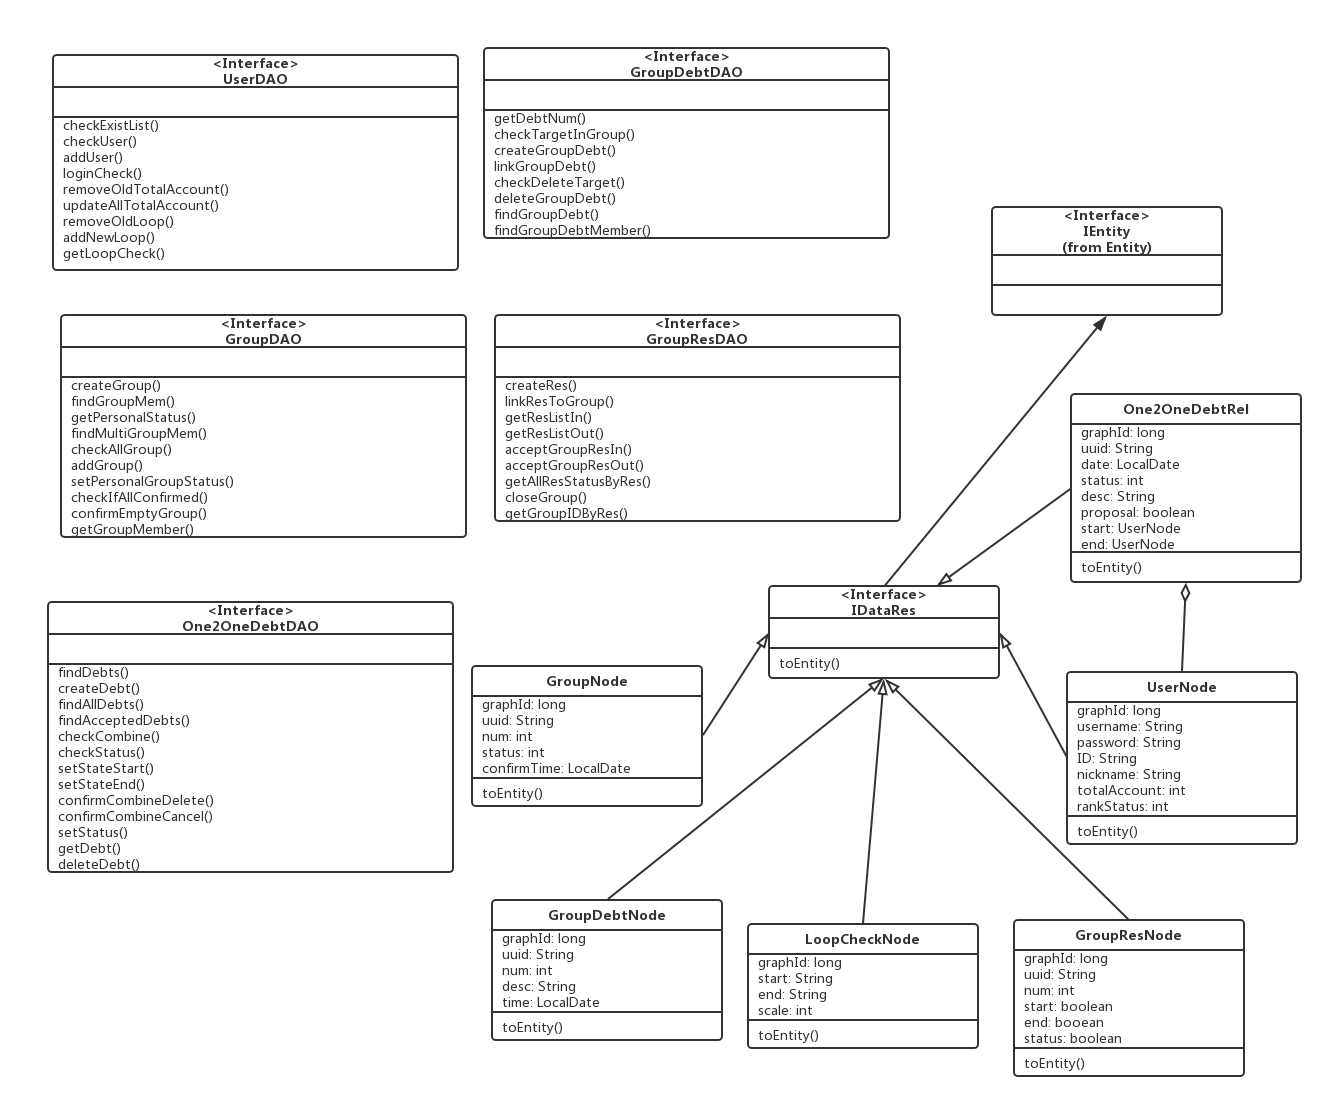 <Interface>
UserDAO
checkExistList()
checkUser()
addUser()
loginCheck()
removeOldTotalAccount()
updateAllTotalAccount()
removeOldLoop()
addNewLoop()
getLoopCheck()
<Interface>
GroupDebtDAO
getDebtNum()
checkTargetInGroup()
createGroupDebt()
linkGroupDebt()
checkDeleteTarget()
deleteGroupDebt()
findGroupDebt()
findGroupDebtMember()
<Interface>
IEntity
(from Entity)
<Interface>
GroupDAO
createGroup()
findGroupMem()
getPersonalStatus()
findMultiGroupMem()
checkAllGroup()
addGroup()
setPersonalGroupStatus()
checkIfAllConfirmed()
confirmEmptyGroup()
getGroupMember()
<Interface>
GroupResDAO
createRes()
linkResToGroup()
getResListIn()
getResListOut()
acceptGroupResIn()
acceptGroupResOut()
getAllResStatusByRes()
closeGroup()
getGroupIDByRes()
One2OneDebtRel
graphId: long
uuid: String
date: LocalDate
status: int
desc: String
proposal: boolean
start: UserNode
end: UserNode
toEntity()
<Interface>
IDataRes
toEntity()
<Interface>
One2OneDebtDAO
findDebts()
createDebt()
findAllDebts()
findAcceptedDebts()
checkCombine()
checkStatus()
setStateStart()
setStateEnd()
confirmCombineDelete()
confirmCombineCancel()
setStatus()
getDebt()
deleteDebt()
GroupNode
graphId: long
uuid: String
num: int
status: int
confirmTime: LocalDate
toEntity()
UserNode
graphId: long
username: String
password: String
ID: String
nickname: String
totalAccount: int
rankStatus: int
toEntity()
GroupDebtNode
graphId: long
uuid: String
num: int
desc: String
time: LocalDate
toEntity()
LoopCheckNode
graphId: long
start: String
end: String
scale: int
toEntity()
GroupResNode
graphId: long
uuid: String
num: int
start: boolean
end: booean
status: boolean
toEntity()